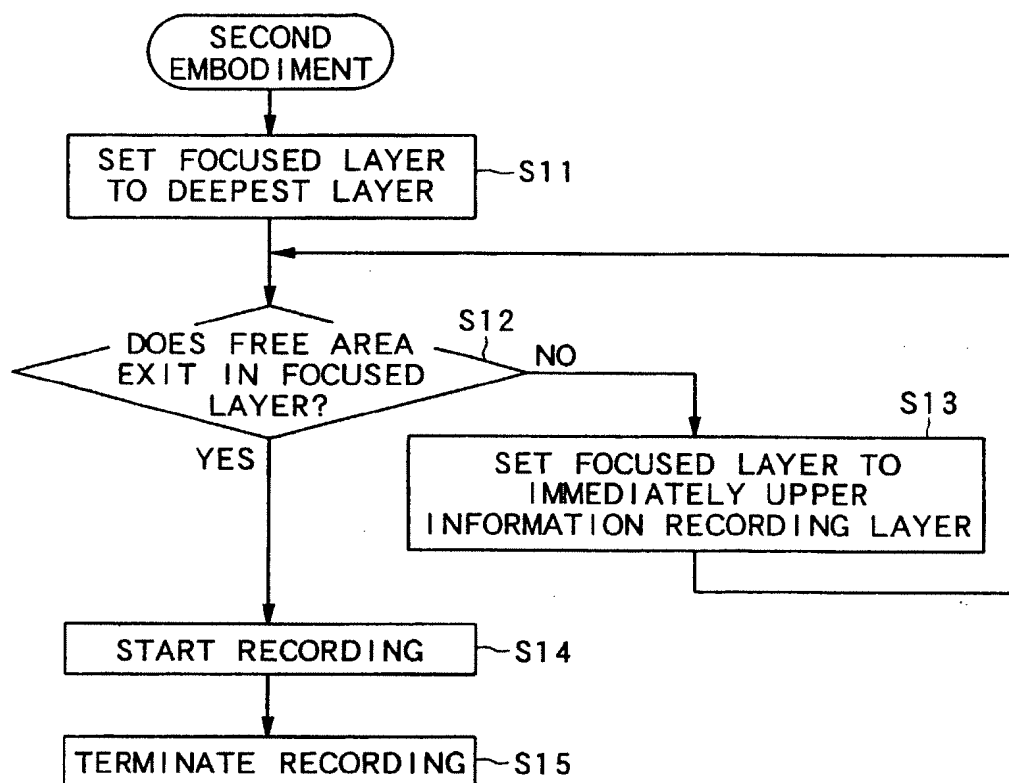 SECOND
EMBODIMENT
SET FOCUSED LAYER
TO DEEPEST LAYER
S11
S12
DOES FREE AREA
EXIT IN FOCUSED
LAYER?
NO
YES
S13
SET FOCUSED LAYER TO
IMMEDIATELY UPPER
INFORMATION RECORDING LAYER
START RECORDING
S14
TERMINATE RECORDING
S15